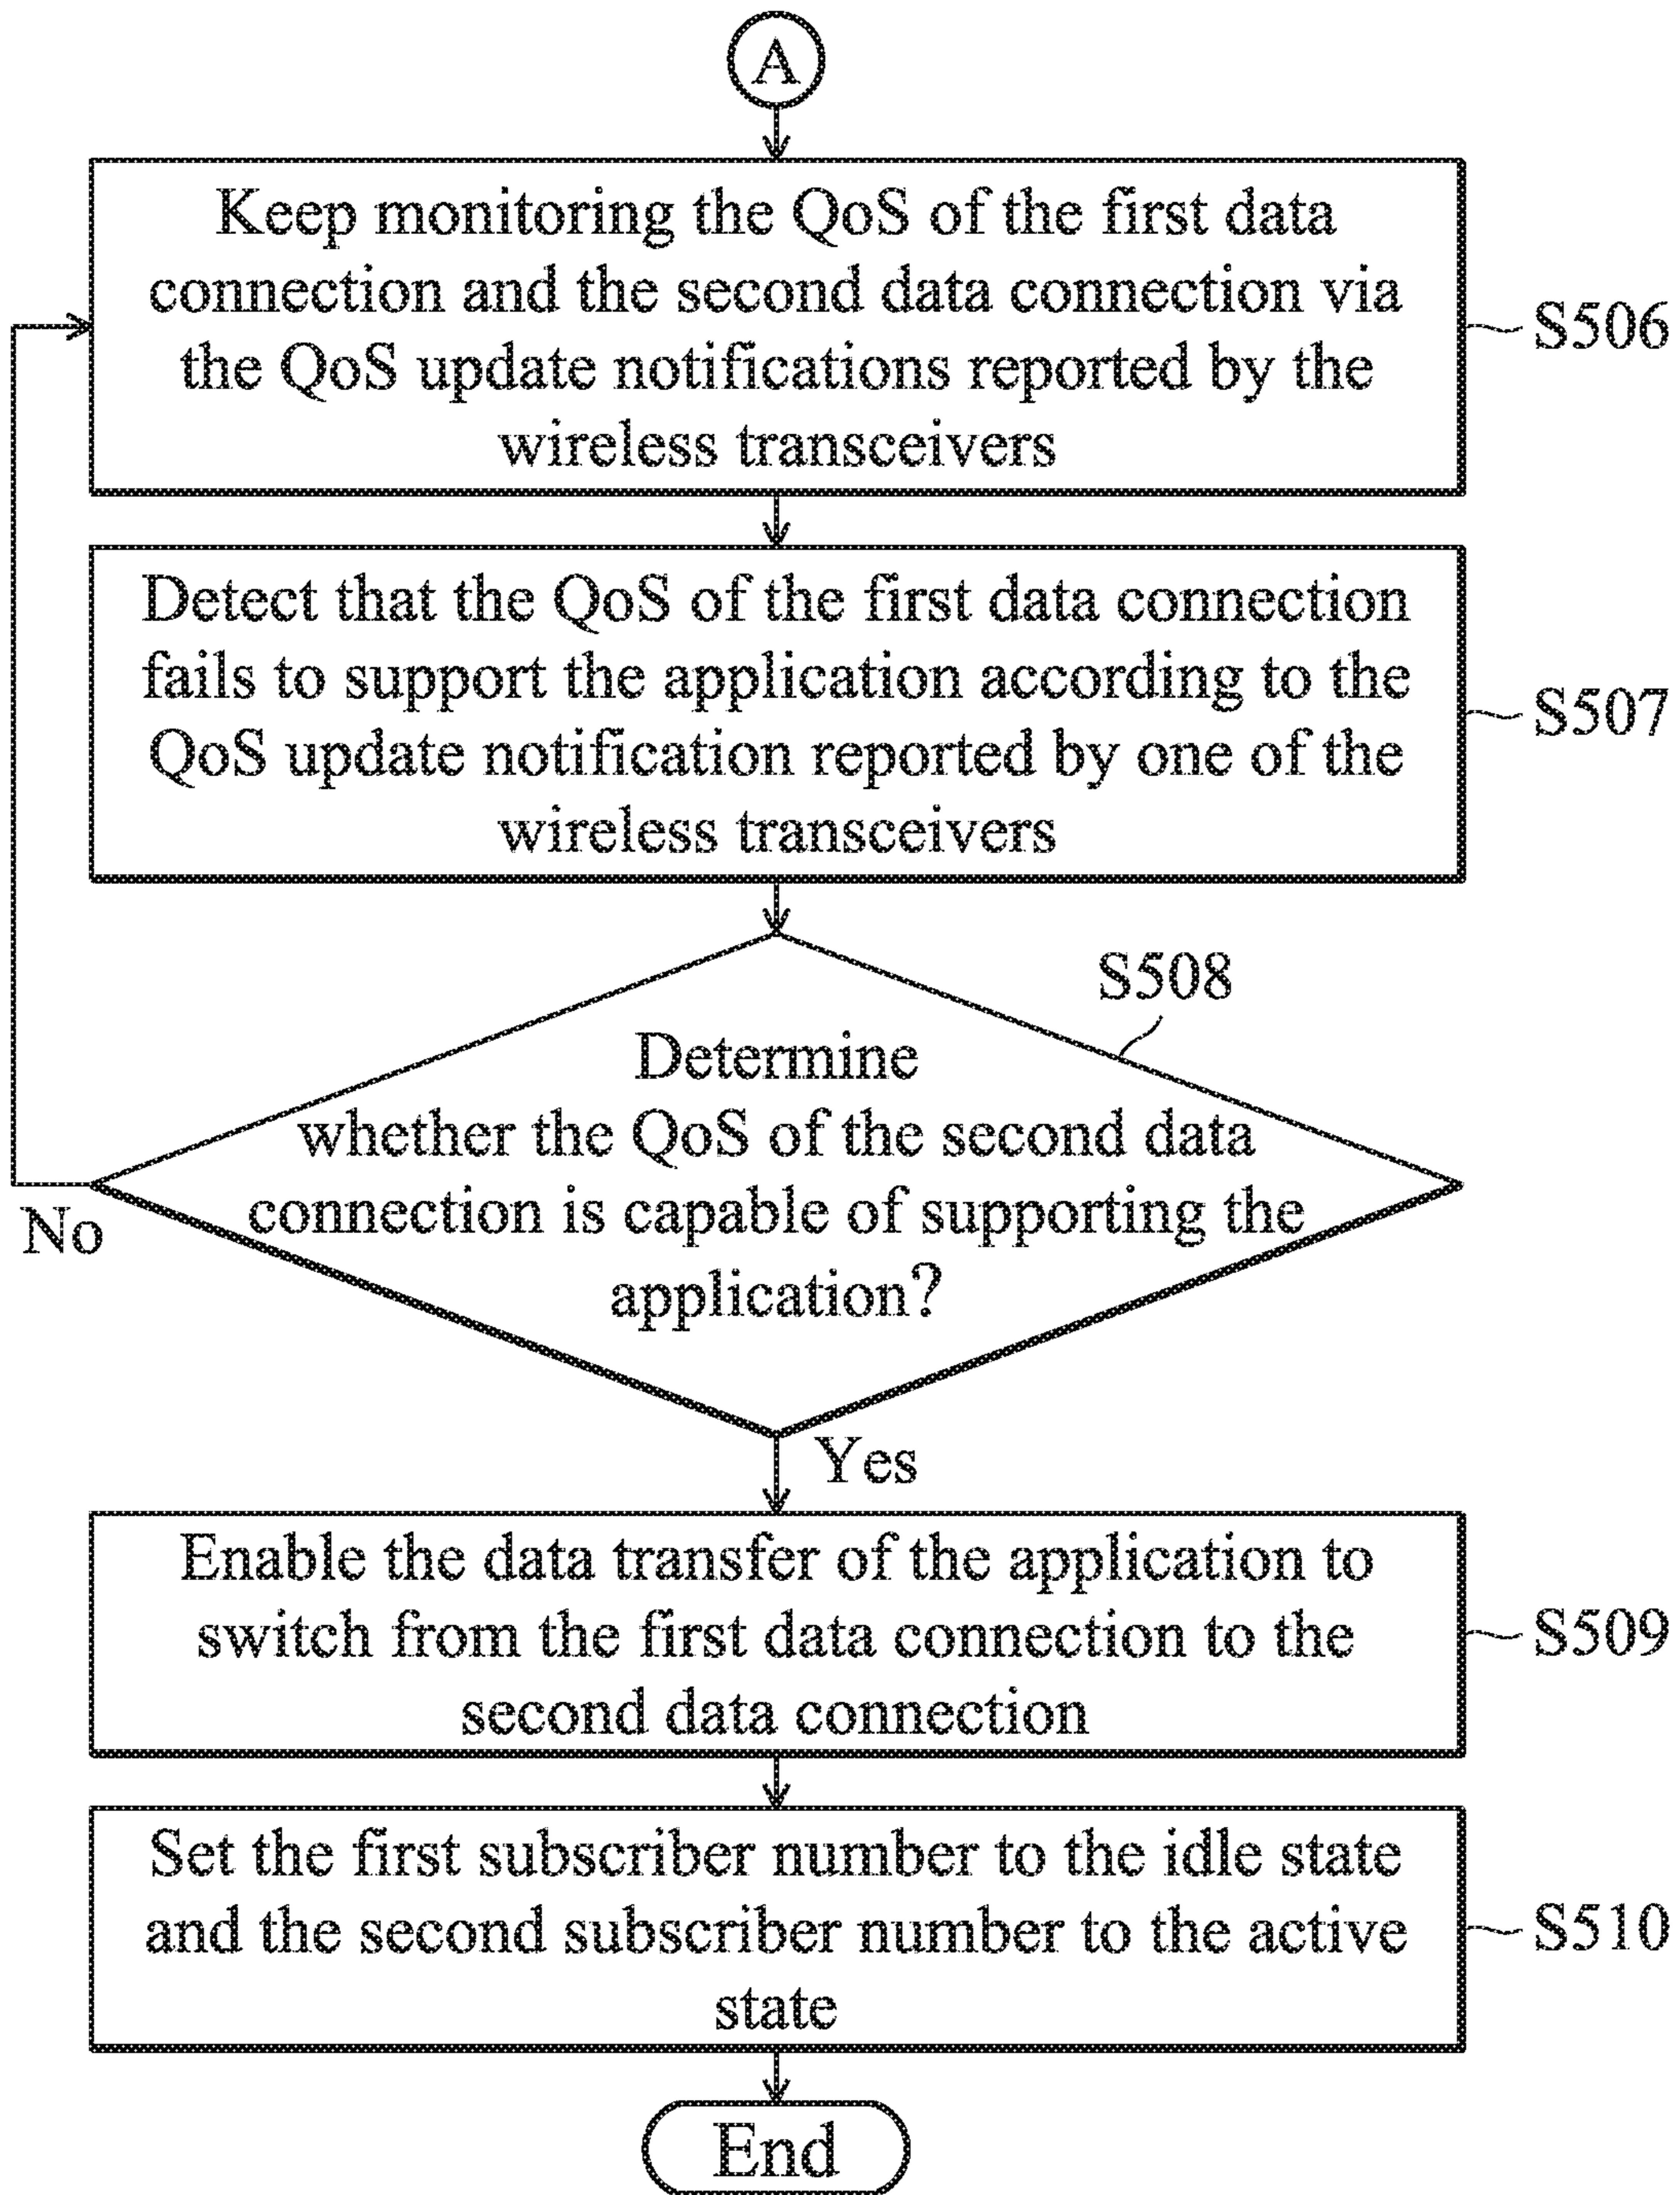 A
Keep monitoring the QoS of the first data
connection and the second data connection via
the QoS update notifications reported by the
wireless transceivers
S506
Detect that the QoS of the first data connection
fails to support the application according to the
QoS update notification reported by one of the
wireless transceivers
S507
S508
Determine
whether the QoS of the second data
connection is capable of supporting the
application?
No
Yes
Enable the data transfer of the application to
switch from the first data connection to the
second data connection
S509
Set the first subscriber number to the idle state
and the second subscriber number to the active
state
S510
End